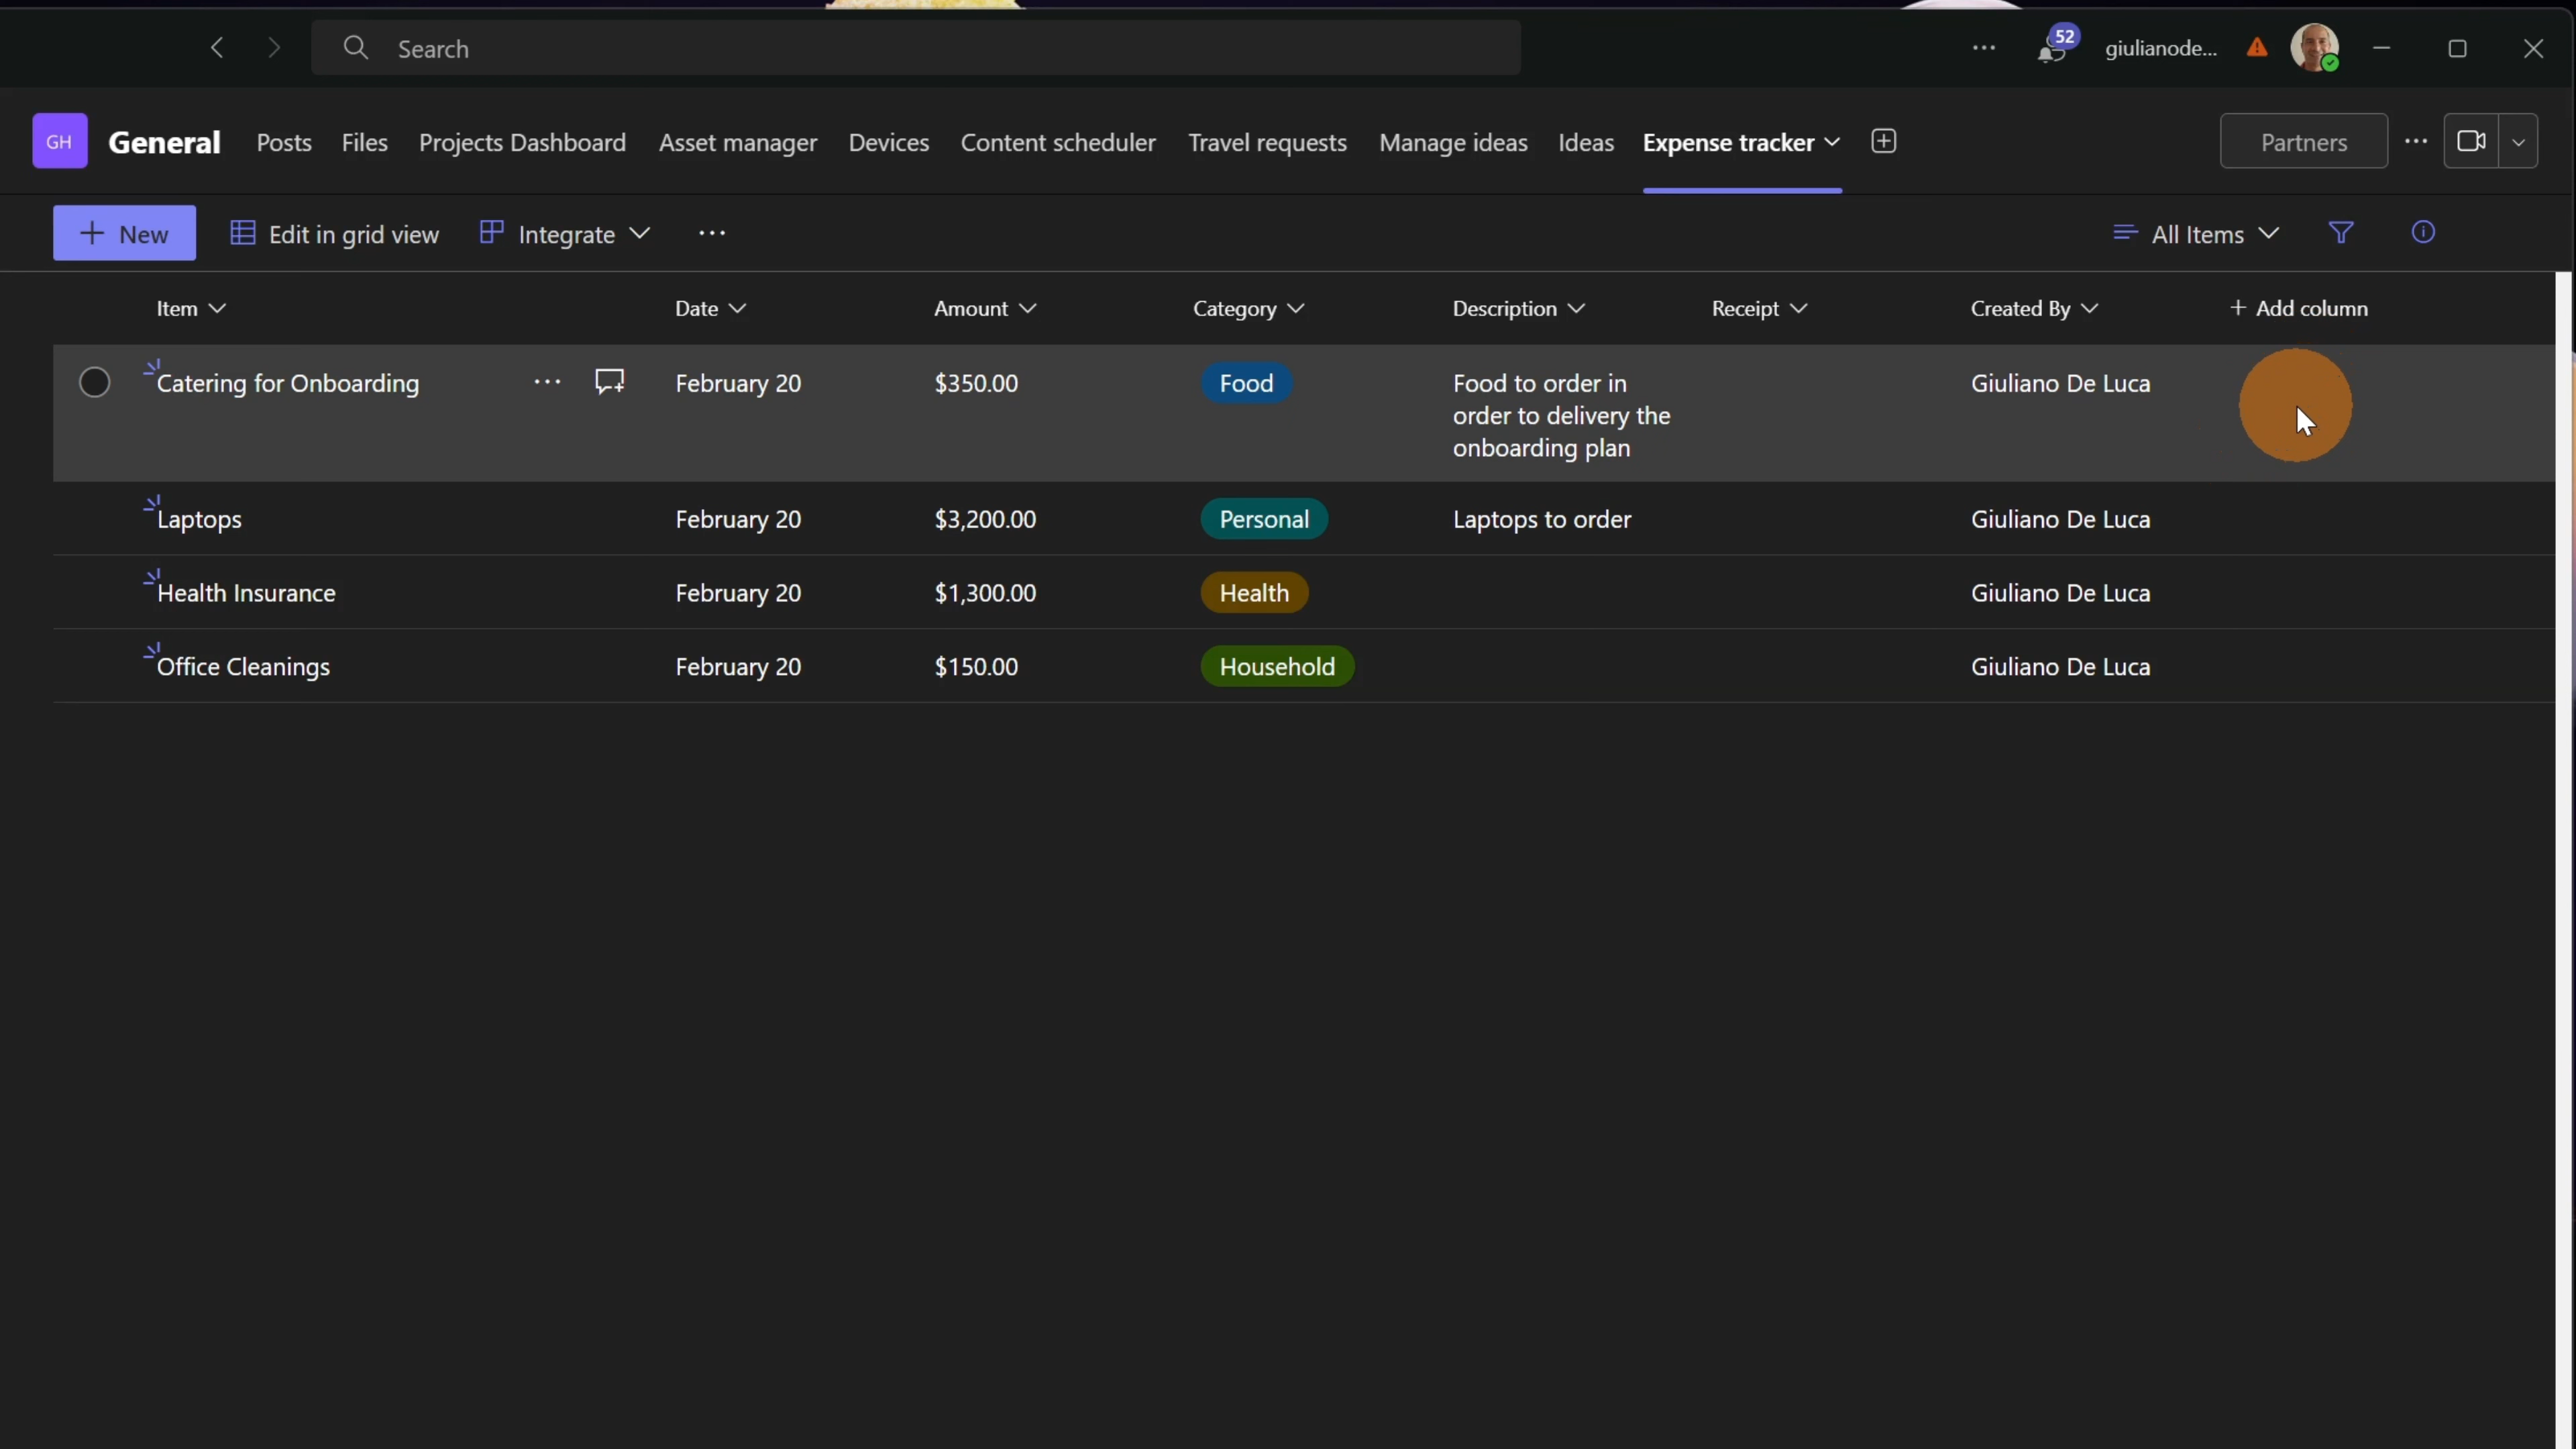 Search
52
giulianode...
GH
General
Posts
Files
Projects Dashboard
Asset manager
Devices
Content scheduler
Travel requests
Manage ideas
Ideas
Expense tracker
Partners
New
Edit in grid view
Integrate
All Items
Item
Date
Amount
Category
Description
Receipt
Created By
Add column
Catering for Onboarding
February 20
$350.00
Food
Food to order in
order to delivery the
onboarding plan
Giuliano De Luca
Laptops
February 20
$3,200.00
Personal
Laptops to order
Giuliano De Luca
Health Insurance
February 20
$1,300.00
Health
Giuliano De Luca
Office Cleanings
February 20
$150.00
Household
Giuliano De Luca